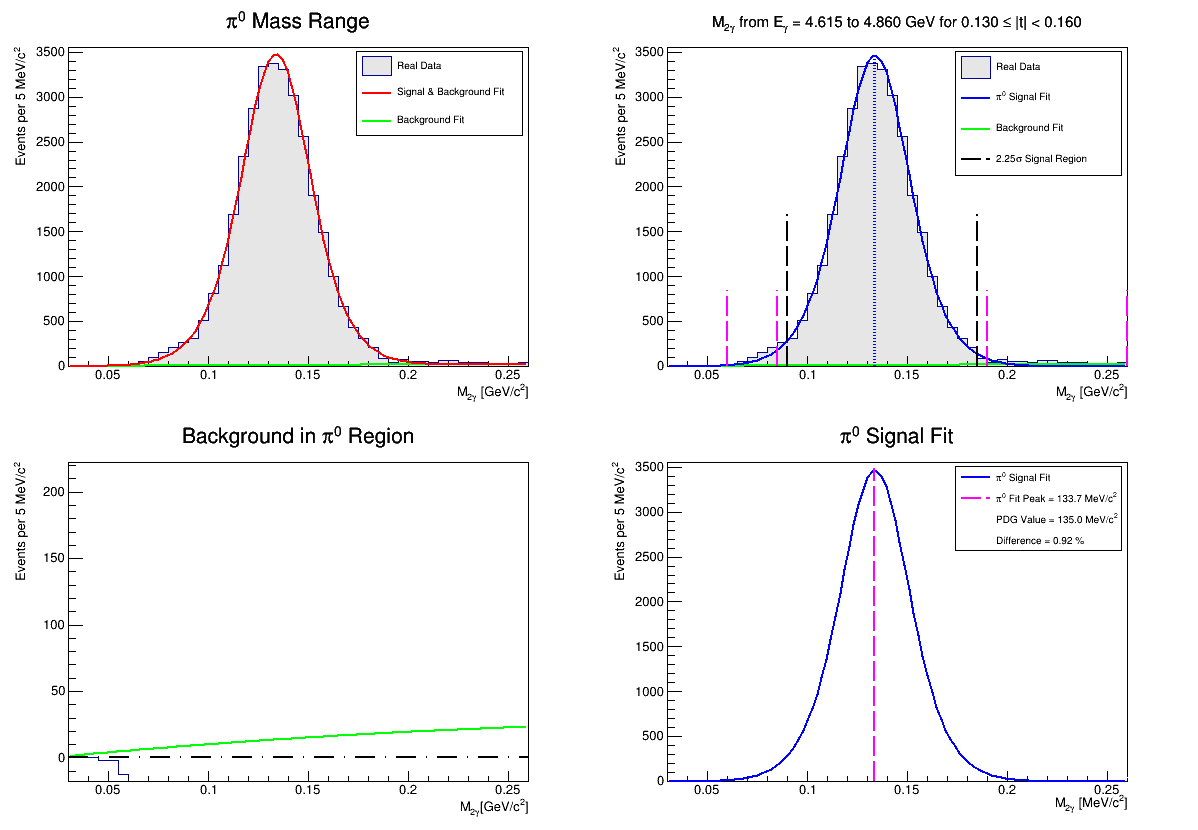 π⁰ Mass Range
Events per 5 MeV/c²
3500
3000
2500
2000
1500
1000
500
0
Real Data
Signal & Background Fit
Background Fit
0.05
0.1
0.15
0.2
0.25
M₂γ [GeV/c²]
M₂γ from Eγ = 4.615 to 4.860 GeV for 0.130 ≤ |t| < 0.160
Events per 5 MeV/c²
3500
3000
2500
2000
1500
1000
500
0
Real Data
π⁰ Signal Fit
Background Fit
2.25σ Signal Region
0.05
0.1
0.15
0.2
0.25
M₂γ [GeV/c²]
Background in π⁰ Region
Events per 5 MeV/c²
200
150
100
50
0
0.05
0.1
0.15
0.2
0.25
M₂γ[GeV/c²]
π⁰ Signal Fit
Events per 5 MeV/c²
3500
3000
2500
2000
1500
1000
500
0
π⁰ Signal Fit
π⁰ Fit Peak = 133.7 MeV/c²
PDG Value = 135.0 MeV/c²
Difference = 0.92 %
0.05
0.1
0.15
0.2
0.25
M₂γ [MeV/c²]